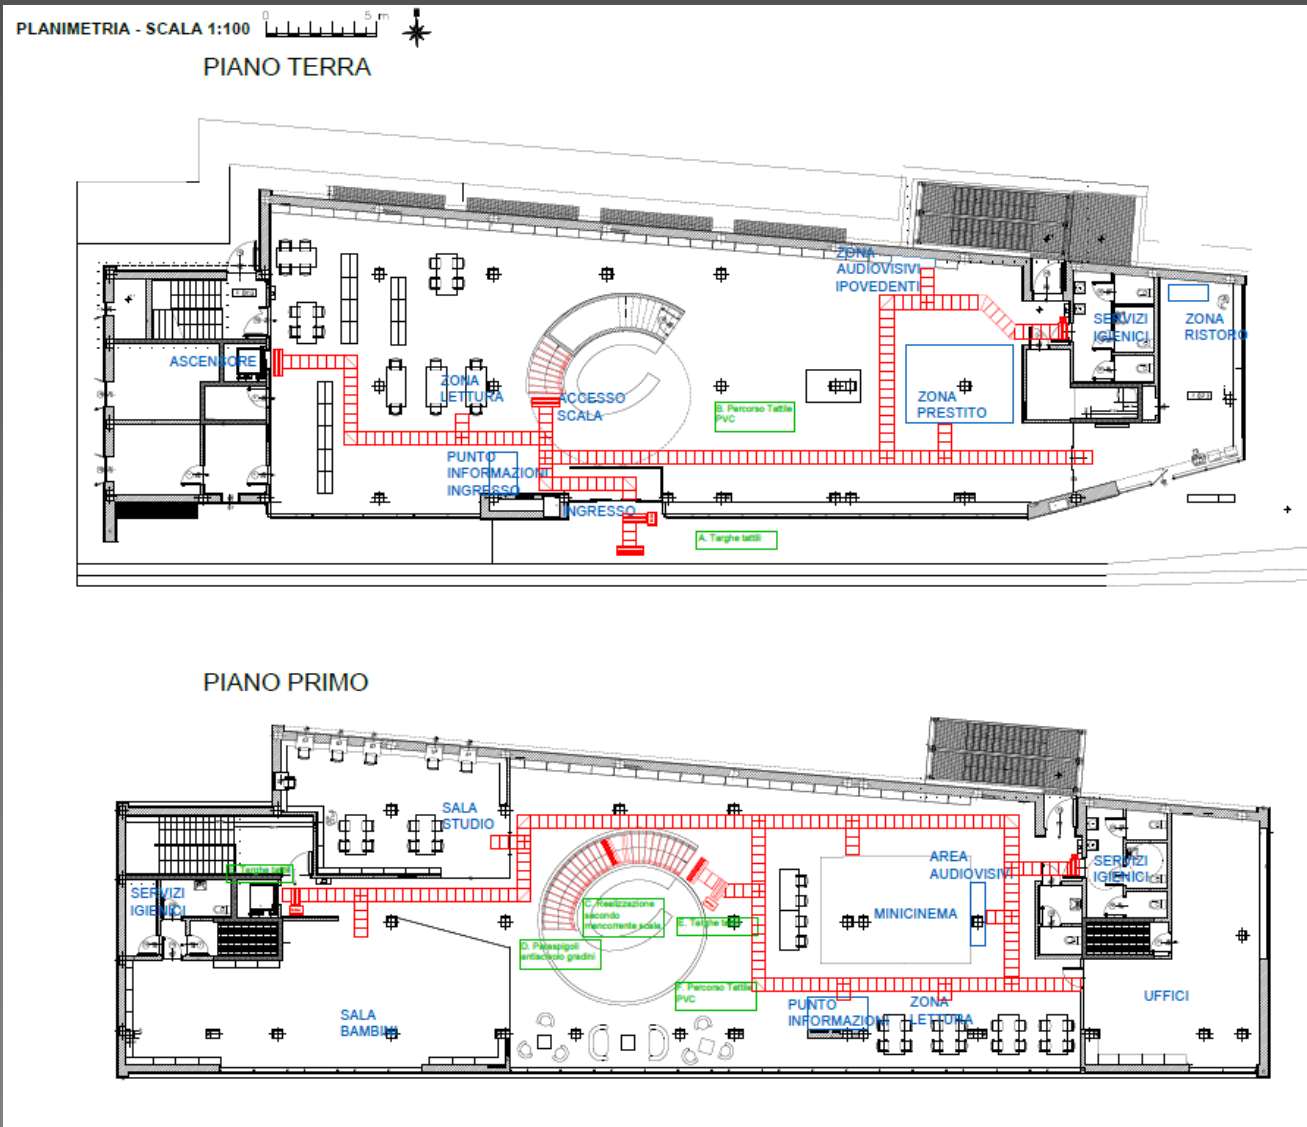 PLANIMETRIA - SCALA 1:100
0 5 m
PIANO TERRA
ZONA
AUDIOVISIVI
IPOVEDENTI
SERVIZI
IGIENICI
ZONA
RISTORO
ASCENSORE
ZONA
LETTURA
ACCESSO
SCALA
B. Percorso Tattile
PVC
ZONA
PRESTITO
PUNTO
INFORMAZIONI
INGRESSO
INGRESSO
A. Targhe tattili
PIANO PRIMO
SALA
STUDIO
AREA
AUDIOVISIVI
SERVIZI
IGIENICI
Targhe tattili
SERVIZI
IGIENICI
C. Realizzazione
secondo
mancorrente scale
MINICINEMA
E. Targhe
D. Paraspigoli
antiscivolo gradini
F. Percorso Tattile
PVC
PUNTO
INFORMAZIONI
ZONA
LETTURA
UFFICI
SALA
BAMBINI